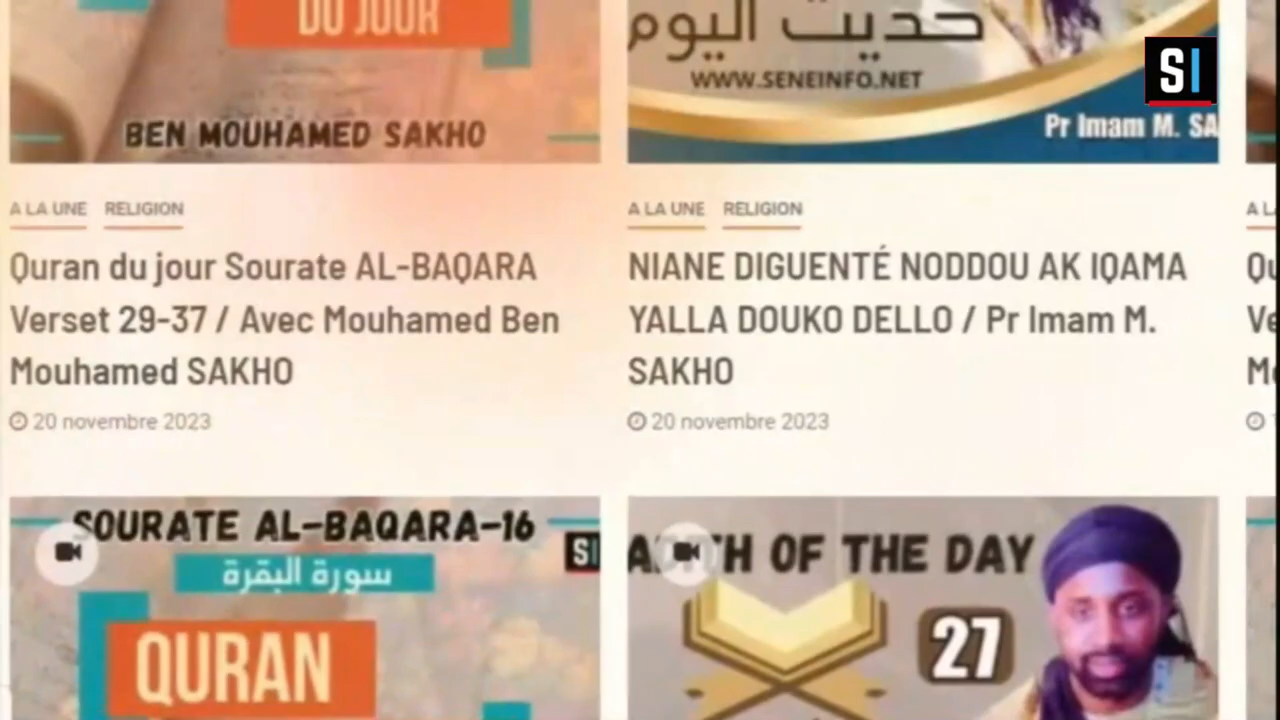 DU JOUR
BEN MOUHAMED SAKHO
حديث اليوم
WWW.SENEINFO.NET
Pr Imam M. SA
SI
A LA UNE RELIGION
Quran du jour Sourate AL-BAQARA
Verset 29-37 / Avec Mouhamed Ben
Mouhamed SAKHO
20 novembre 2023
A LA UNE RELIGION
NIANE DIGUENTÉ NODDOU AK IQAMA
YALLA DOUKO DELLO / Pr Imam M.
SAKHO
20 novembre 2023
SOURATE AL-BAQARA-16
سورة البقرة
SI
QURAN
OF THE DAY
27